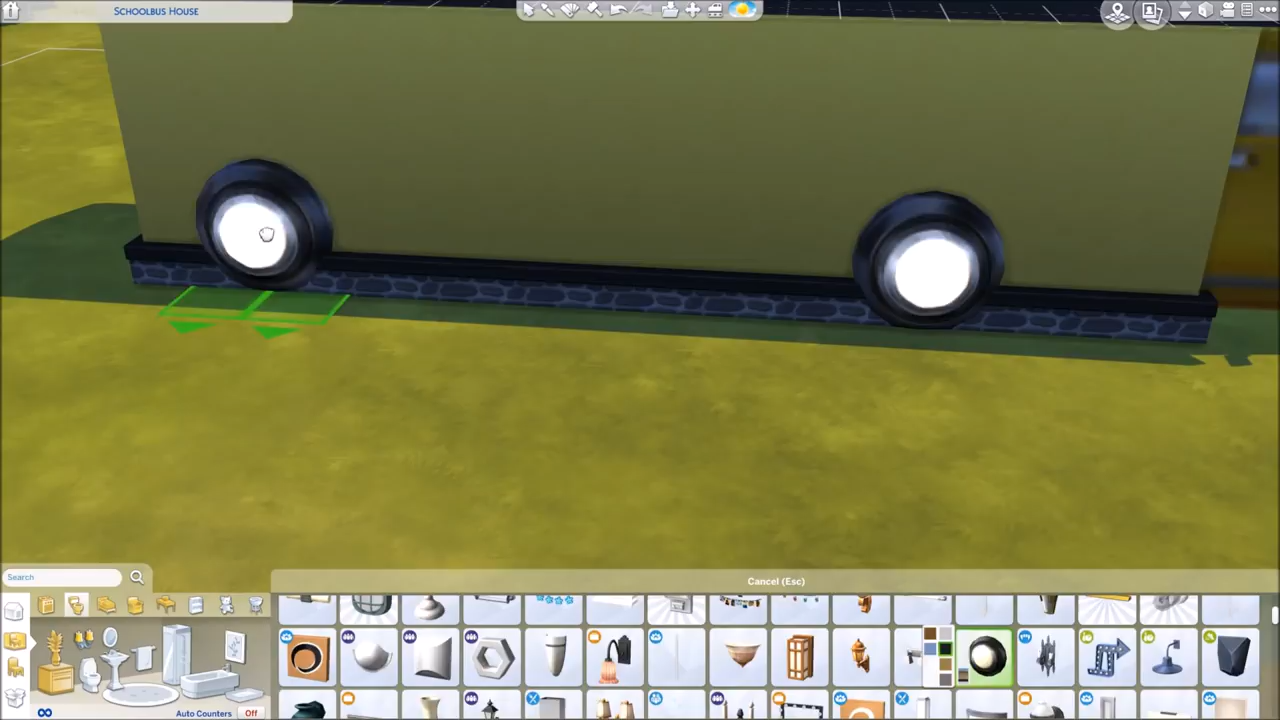 SCHOOLBUS HOUSE
Search
Cancel (Esc)
Auto Counters
Off